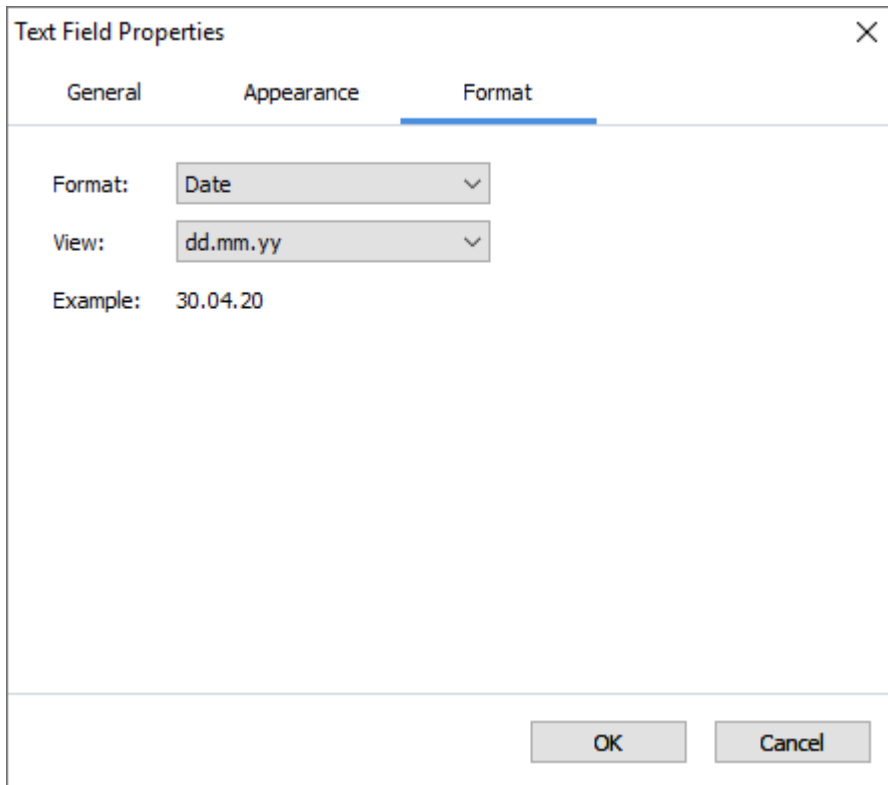 Text Field Properties
General Appearance Format
Format: Date
View: dd.mm.yy
Example: 30.04.20
OK Cancel